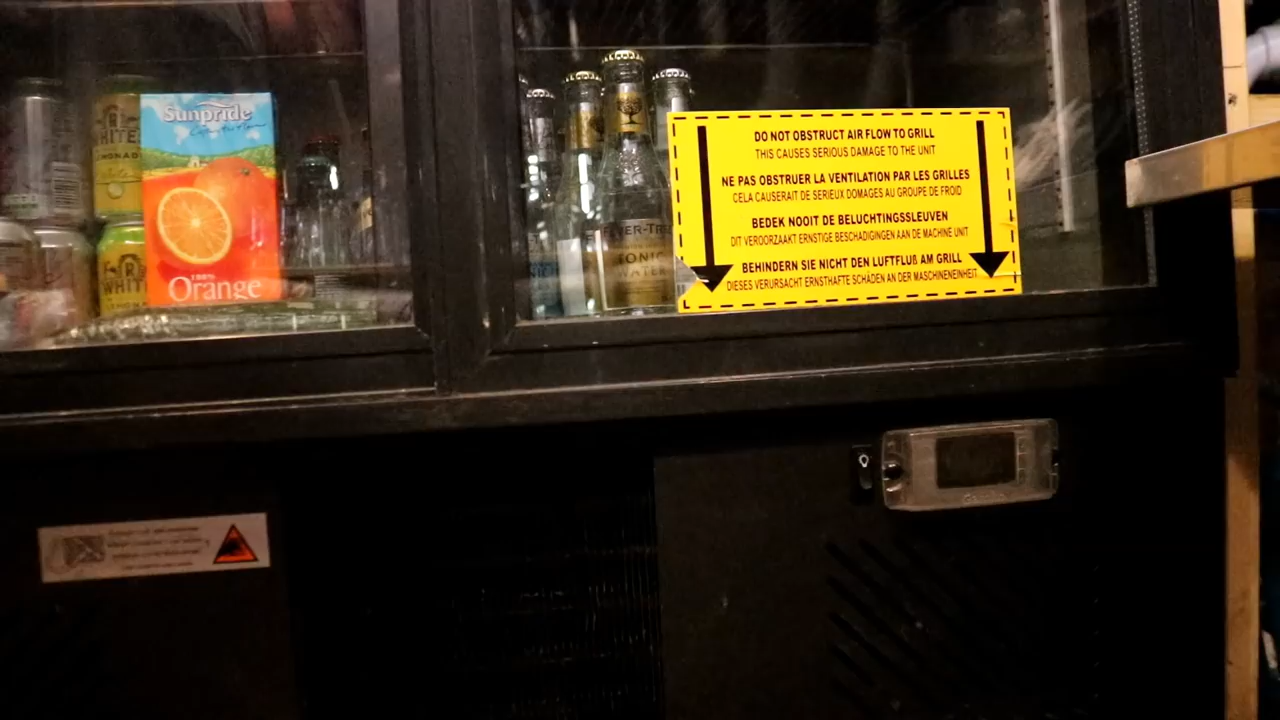 Sunpride
100%
Orange
WHITE
FEVER-TREE
TONIC
WATER
DO NOT OBSTRUCT AIR FLOW TO GRILL
THIS CAUSES SERIOUS DAMAGE TO THE UNIT
NE PAS OBSTRUER LA VENTILATION PAR LES GRILLES
CELA CAUSERAIT DE SERIEUX DOMAGES AU GROUPE DE FROID
BEDEK NOOIT DE BELUCHTINGSSLEUVEN
DIT VEROORZAAKT ERNSTIGE BESCHADIGINGEN AAN DE MACHINE UNIT
BEHINDERN SIE NICHT DEN LUFTFLUß AM GRILL
DIESES VERURSACHT ERNSTHAFTE SCHÄDEN AN DER MASCHINENEINHEIT